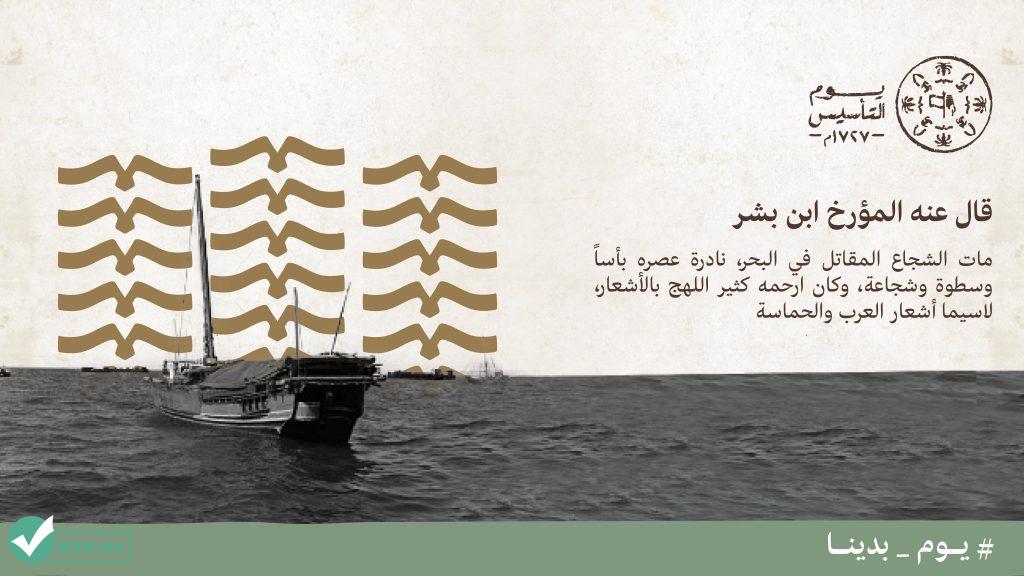 يوم
التأسيس
١٧٢٧م
قال عنه المؤرخ ابن بشر
مات الشجاع المقاتل في البحر، نادرة عصره بأساً
وسطوة وشجاعة، وكان ارحمه كثير اللهج بالأشعار،
لاسيما أشعار العرب والحماسة
# يـوم _ بدينـا